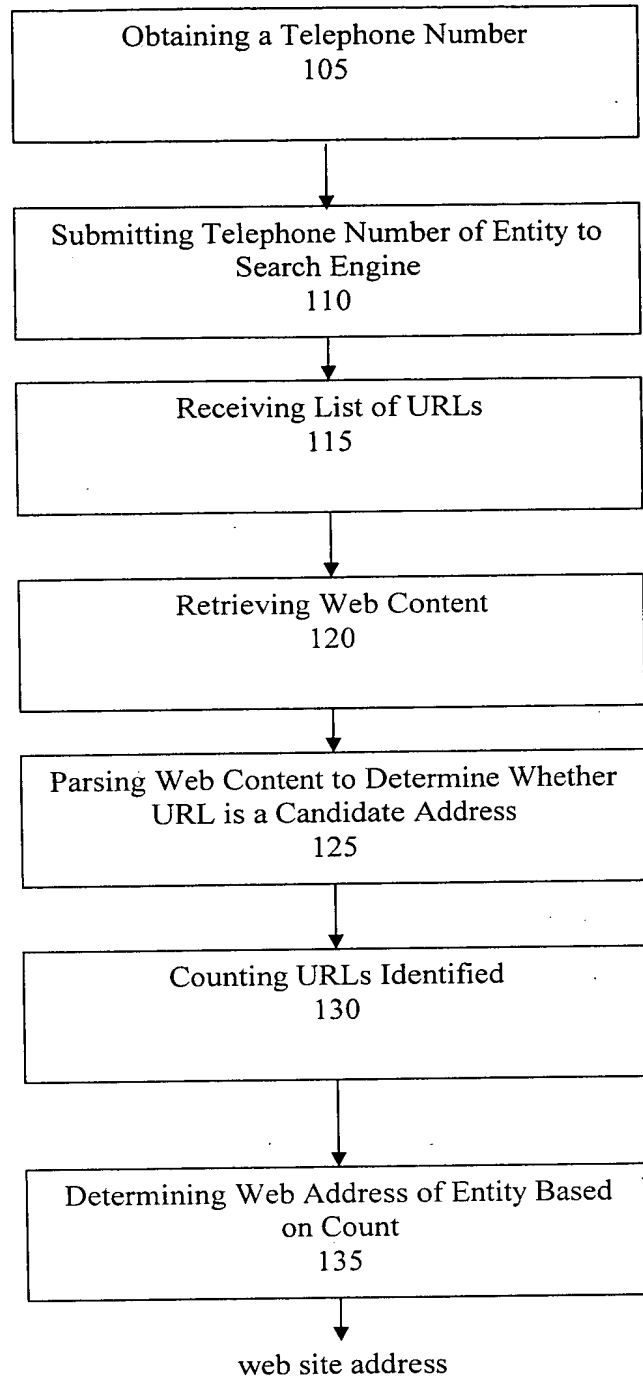 Obtaining a Telephone Number
105
Submitting Telephone Number of Entity to
Search Engine
110
Receiving List of URLs
115
Retrieving Web Content
120
Parsing Web Content to Determine Whether
URL is a Candidate Address
125
Counting URLs Identified
130
Determining Web Address of Entity Based
on Count
135
web site address